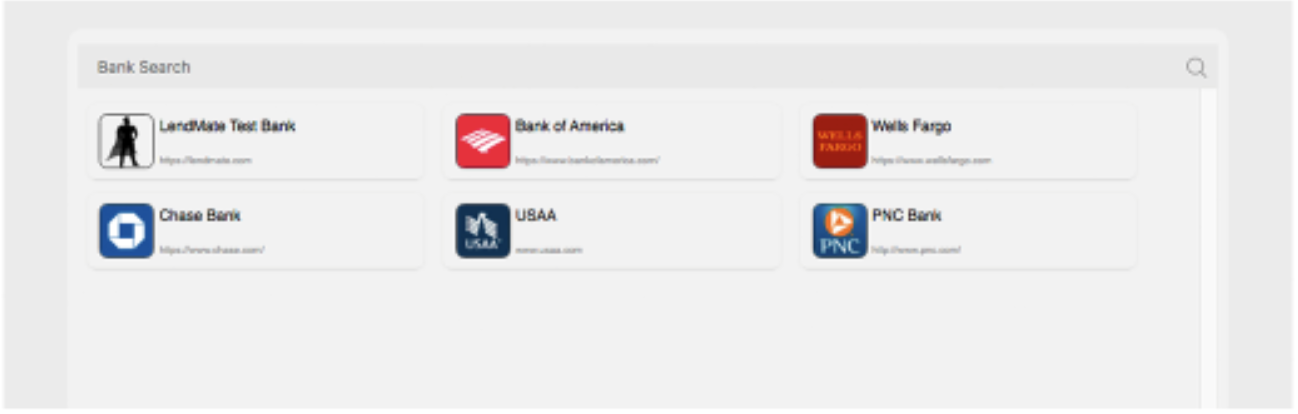 Bank Search
LendMate Test Bank
https://lendmate.com
Bank of America
https://www.bankofamerica.com/
WELLS
FARGO
Wells Fargo
https://www.wellsfargo.com
Chase Bank
https://www.chase.com/
USAA
USAA
www.usaa.com
PNC
PNC Bank
http://www.pnc.com/